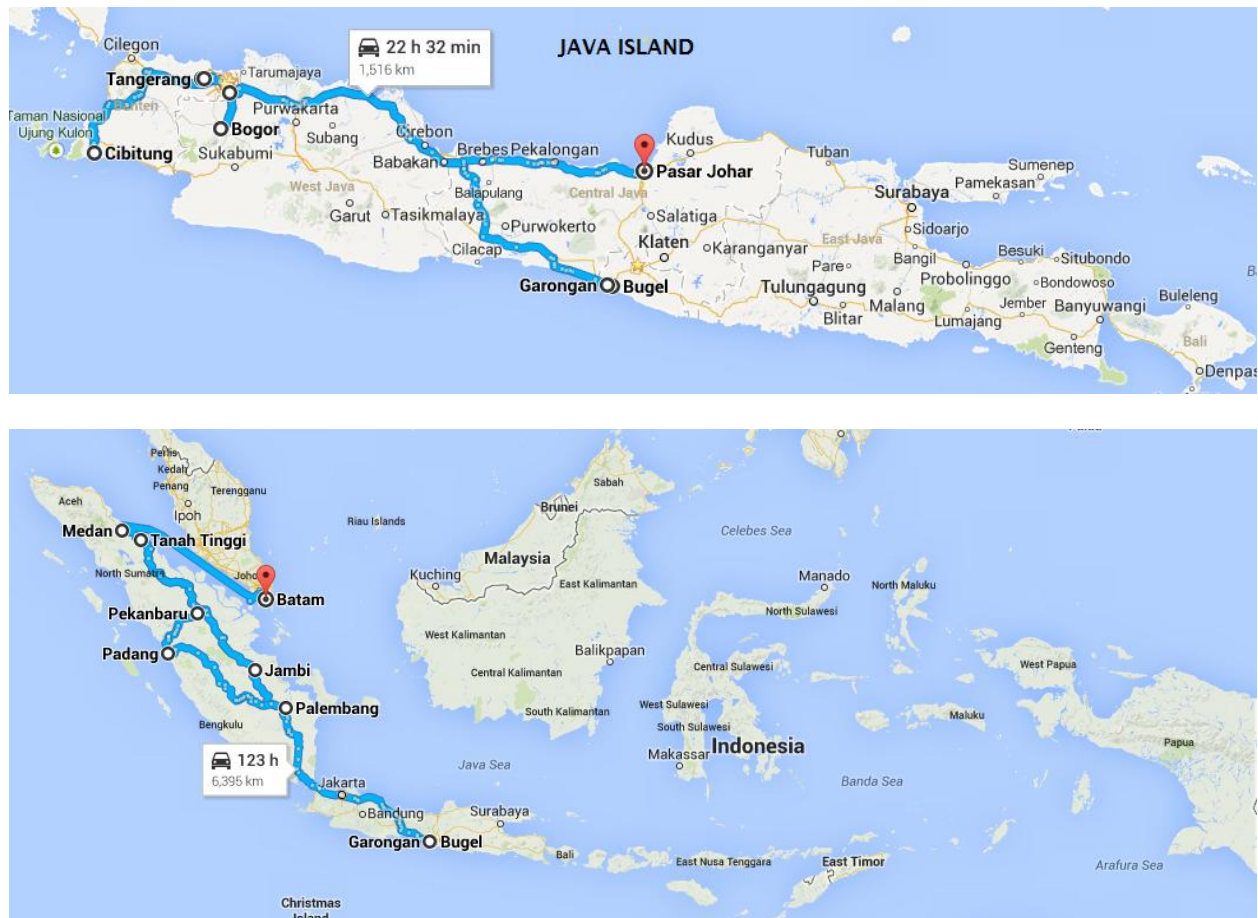 JAVA ISLAND
Cilegon
22 h 32 min
1,516 km
Tangerang
Tarumajaya
Banten
Purwakarta
Kudus
Taman Nasional
Ujung Kulon
Bogor
Subang
Cirebon
Tuban
Cibitung
Sukabumi
Babakan
Brebes
Pekalongan
Pasar Johar
Sumenep
Pamekasan
West Java
Balapulang
Central Java
Surabaya
Garut
Tasikmalaya
Purwokerto
Salatiga
Sidoarjo
Cilacap
Klaten
Karanganyar
East Java
Bangil
Besuki
Situbondo
Pare
Probolinggo
Bondowoso
Garongan
Bugel
Tulungagung
Malang
Jember
Banyuwangi
Buleleng
Blitar
Lumajang
Genteng
Bali
Denpas
Perlis
Kedah
Penang
Terengganu
Sabah
Aceh
Ipoh
Brunei
Riau Islands
Medan
Tanah Tinggi
Celebes Sea
Malaysia
North Sumatra
Joho
Kuching
East Kalimantan
Manado
North Maluku
Batam
Pekanbaru
North Sulawesi
West Kalimantan
Balikpapan
Padang
Jambi
Central Kalimantan
Central Sulawesi
West Papua
Palembang
South Kalimantan
West Sulawesi
Maluku
Bengkulu
South Sulawesi
Papua
123 h
6,395 km
Java Sea
Makassar
Indonesia
Jakarta
Banda Sea
Bandung
Surabaya
Garongan
Bugel
Bali
East Nusa Tenggara
East Timor
Arafura Sea
Christmas
Island